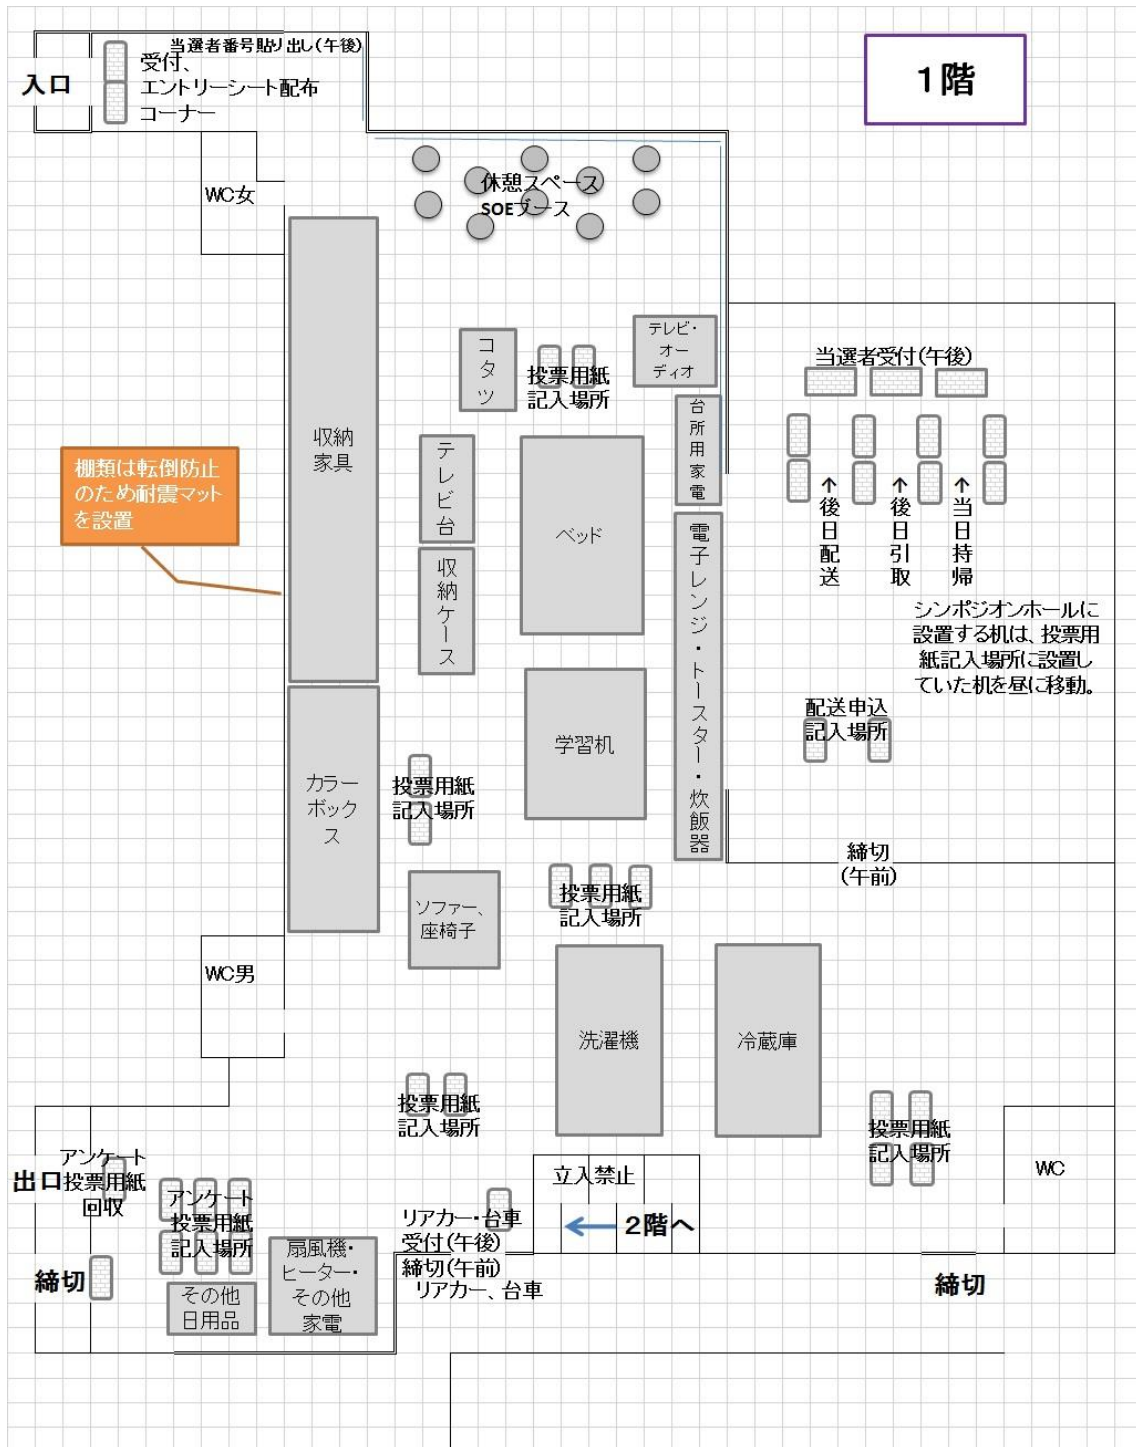 当選者番号貼り出し(午後)
受付、
エントリーシート配布
コーナー
入口
1階
WC女
休憩スペース
SOEブース
テレビ・
オー
ディオ
コタツ
投票用紙
記入場所
当選者受付(午後)
台所用家電
収納
家具
テレビ台
棚類は転倒防止
のため耐震マット
を設置
ベッド
↑後日配送
↑後日引取
↑当日持帰
電子レンジ・トースター・炊飯器
収納ケース
シンポジオンホールに
設置する机は、投票用
紙記入場所に設置し
ていた机を昼に移動。
配送申込
記入場所
学習机
カラー
ボックス
投票用紙
記入場所
締切
(午前)
投票用紙
記入場所
ソファー、
座椅子
WC男
洗濯機
冷蔵庫
投票用紙
記入場所
投票用紙
記入場所
アンケート
投票用紙
回収
出口
WC
立入禁止
アンケート
投票用紙
記入場所
リアカー・台車
受付(午後)
締切(午前)
リアカー、台車
2階へ
扇風機・
ヒーター・
その他
家電
締切
締切
その他
日用品